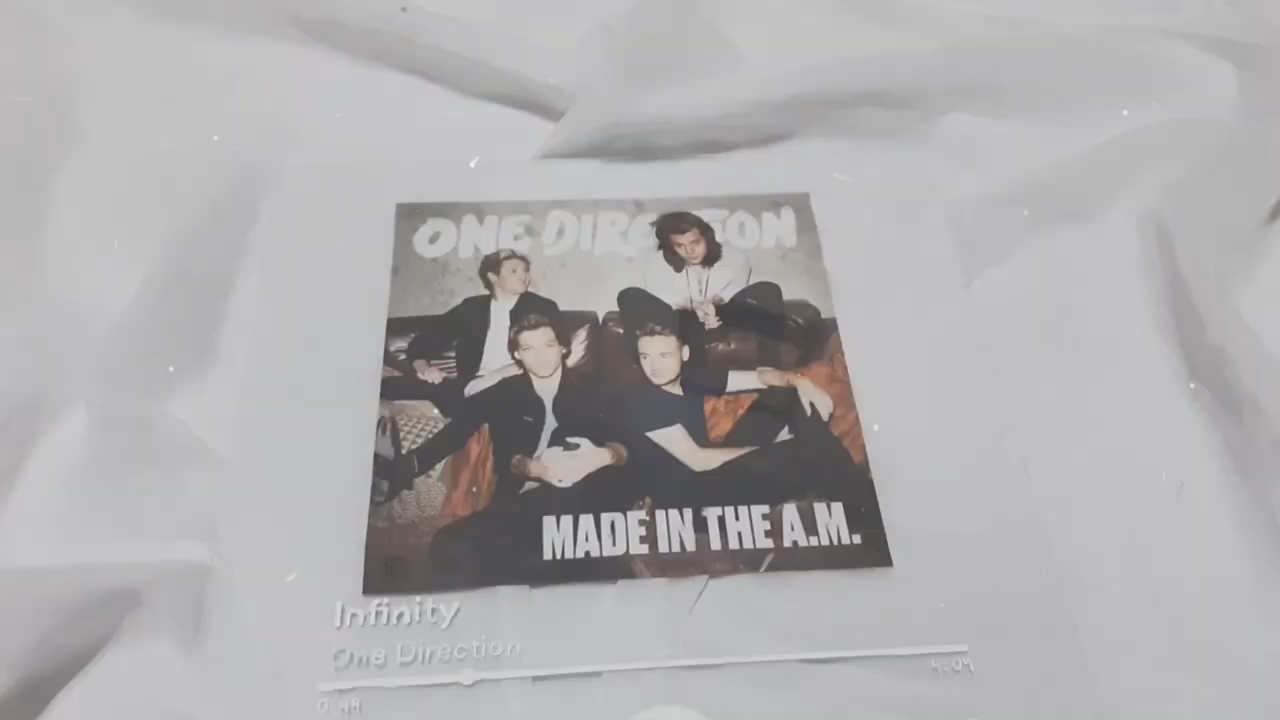 ONE DIRECTION
MADE IN THE A.M.
Infinity
One Direction
4:09